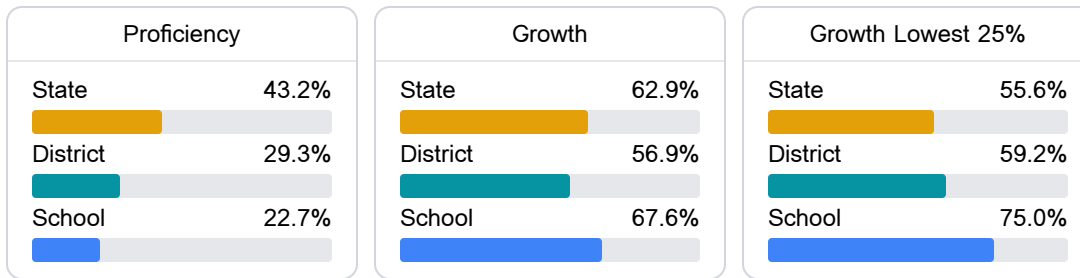 Proficiency
State 43.2%
District 29.3%
School 22.7%
Growth
State 62.9%
District 56.9%
School 67.6%
Growth Lowest 25%
State 55.6%
District 59.2%
School 75.0%